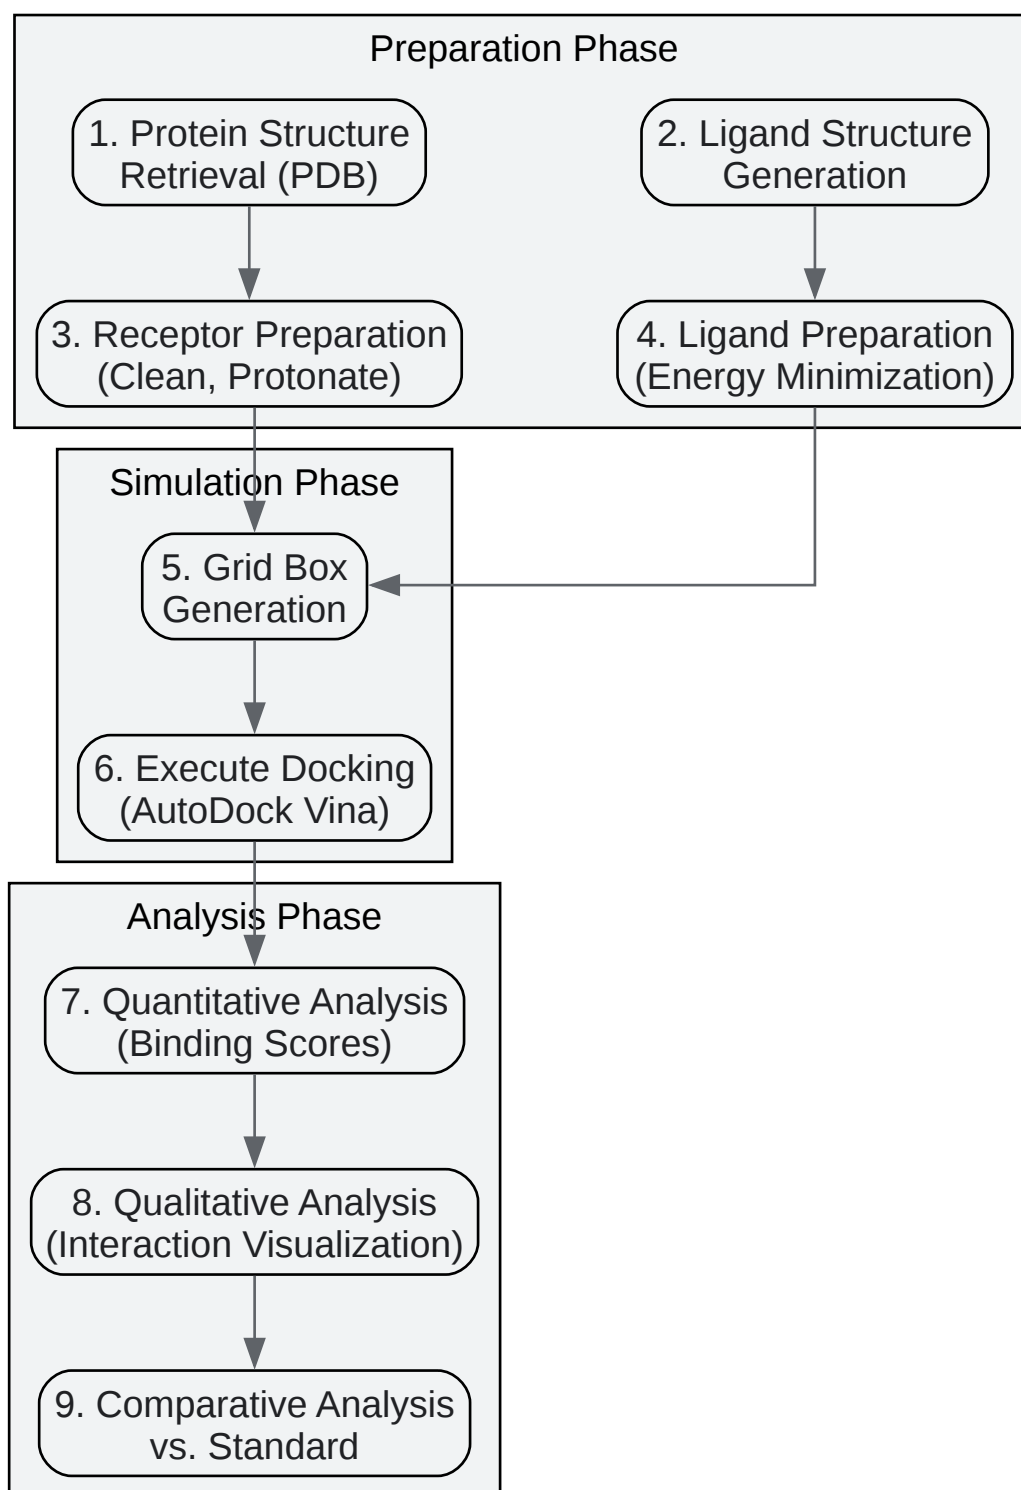 Preparation Phase
1. Protein Structure
Retrieval (PDB)
2. Ligand Structure
Generation
3. Receptor Preparation
(Clean, Protonate)
4. Ligand Preparation
(Energy Minimization)
Simulation Phase
5. Grid Box
Generation
6. Execute Docking
(AutoDock Vina)
Analysis Phase
7. Quantitative Analysis
(Binding Scores)
8. Qualitative Analysis
(Interaction Visualization)
9. Comparative Analysis
vs. Standard